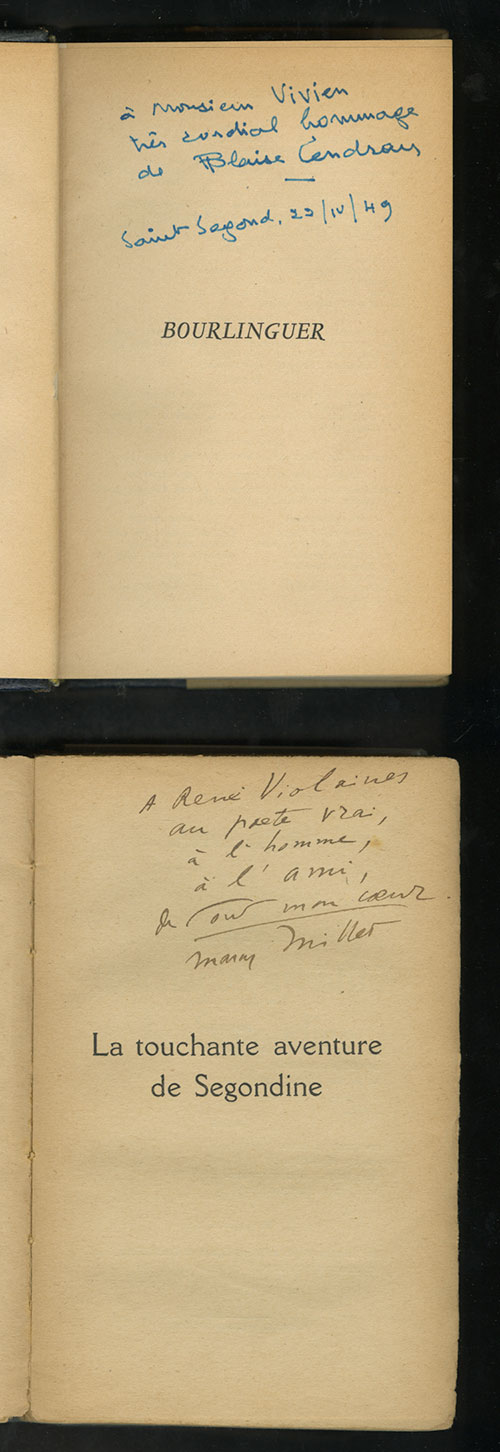 à Monsieur Vivien
très cordial hommage
de Blaise Cendrars
Saint Segond, 23/IV/49
BOURLINGUER
A René Violaines
au poète vrai,
à l'homme,
à l'ami,
de tout mon cœur.
Millet
La touchante aventure
de Segondine